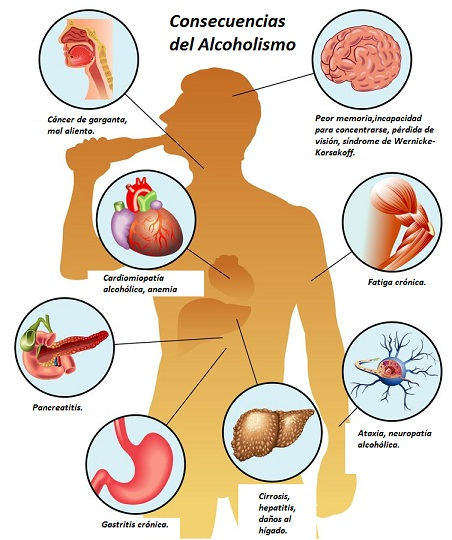 Consecuencias
del Alcoholismo
Cáncer de garganta,
mal aliento.
Peor memoria,incapacidad
para concentrarse, pérdida de
visión, síndrome de Wernicke-
Korsakoff.
Cardiomiopatía
alcohólica, anemia
Fatiga crónica.
Pancreatitis.
Ataxia, neuropatía
alcohólica.
Gastritis crónica.
Cirrosis,
hepatitis,
daños al
hígado.